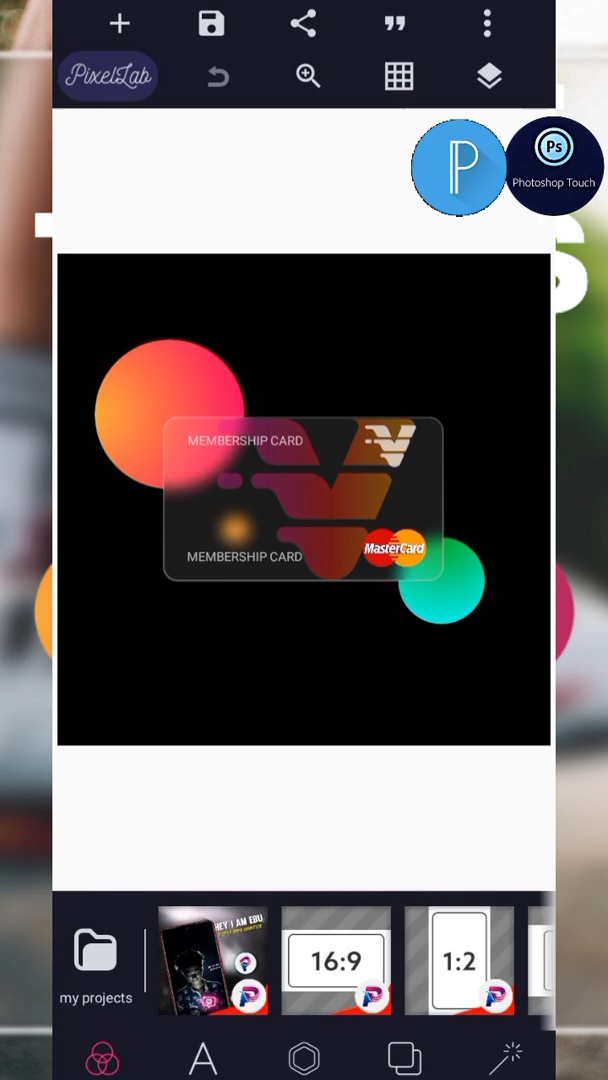 PixelLab
Ps
Photoshop Touch
S
MEMBERSHIP CARD
MEMBERSHIP CARD
MasterCard
HEY I AM EBU
my projects
16:9
1:2